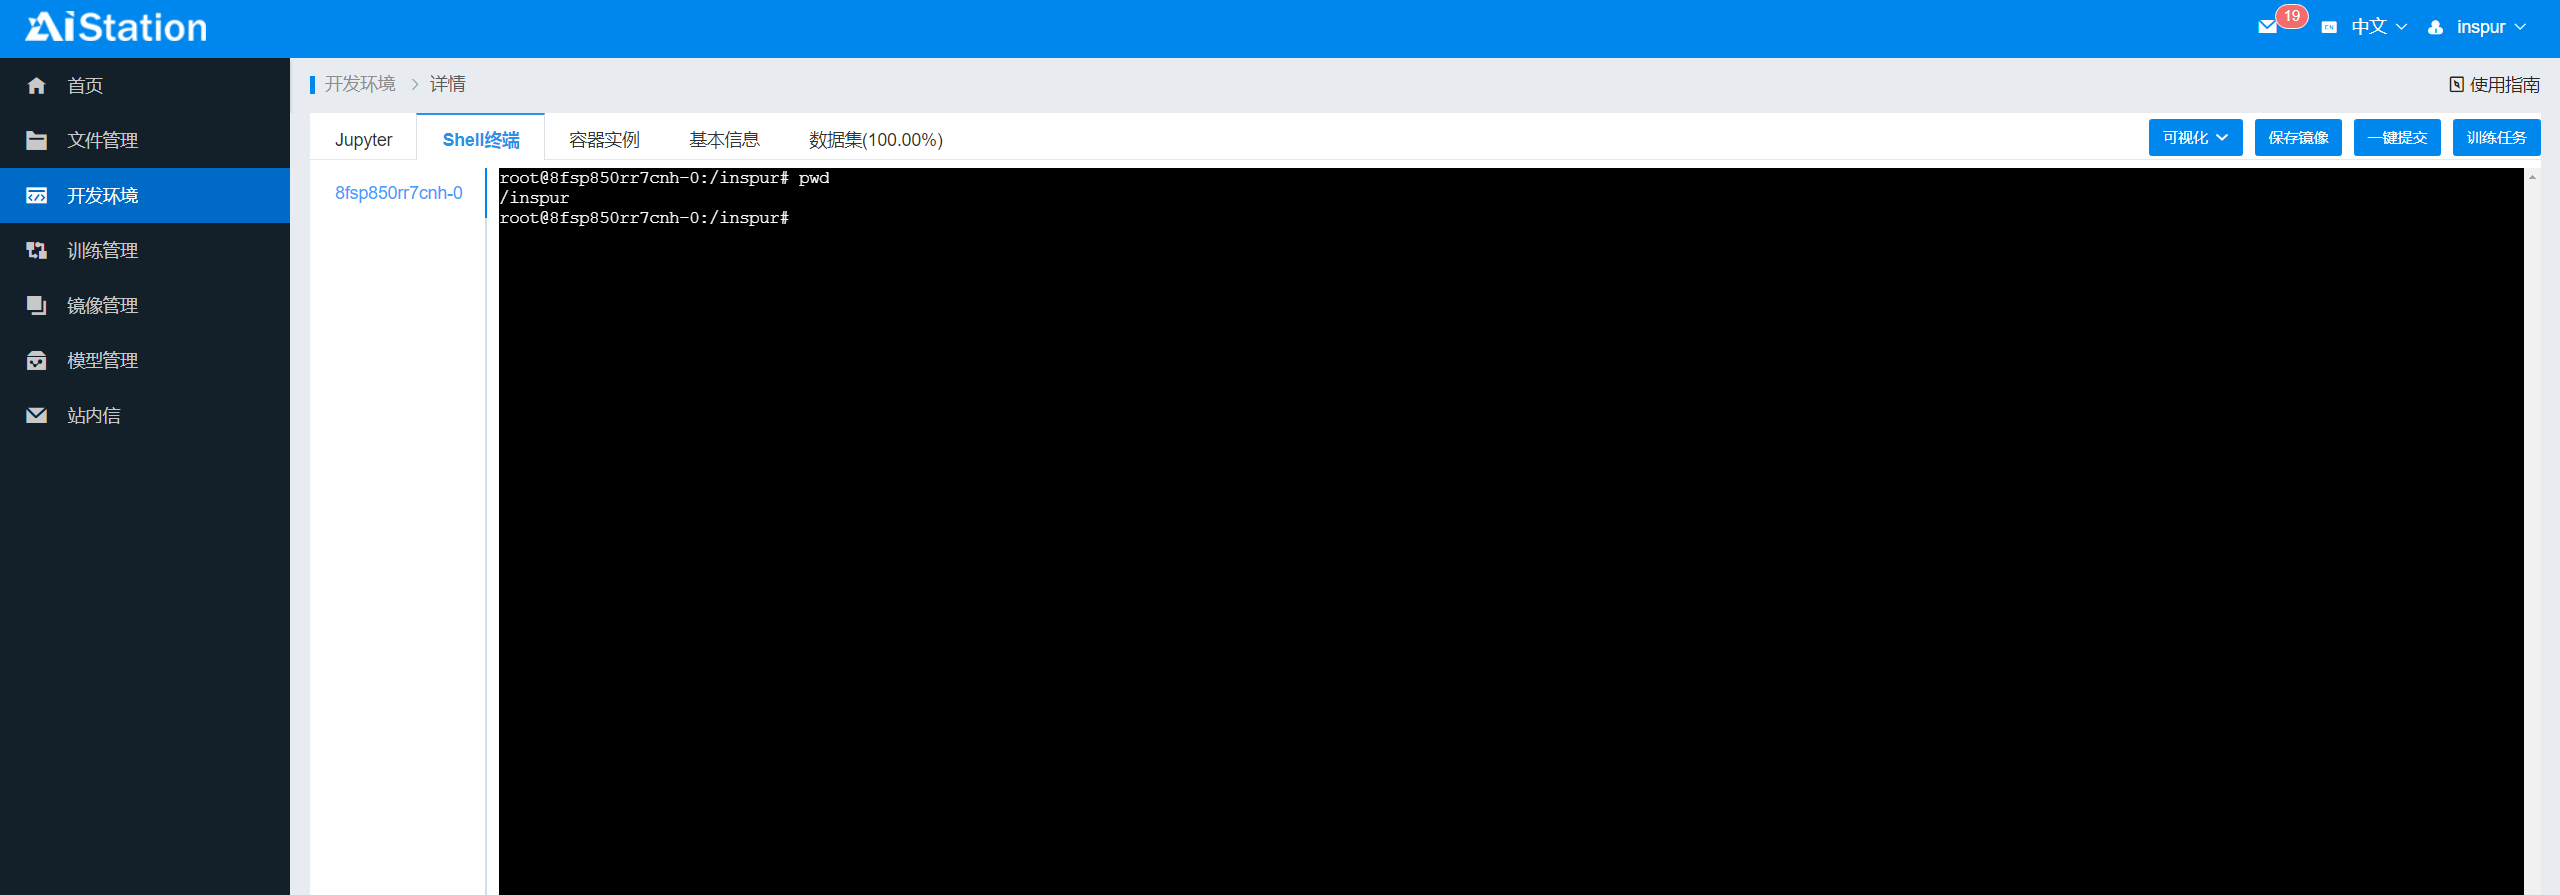 AiStation
19
中文
inspur
首页
文件管理
开发环境
训练管理
镜像管理
模型管理
站内信
开发环境 > 详情
使用指南
Jupyter
Shell终端
容器实例
基本信息
数据集(100.00%)
可视化
保存镜像
一键提交
训练任务
8fsp850rr7cnh-0
root@8fsp850rr7cnh-0:/inspur# pwd
/inspur
root@8fsp850rr7cnh-0:/inspur#